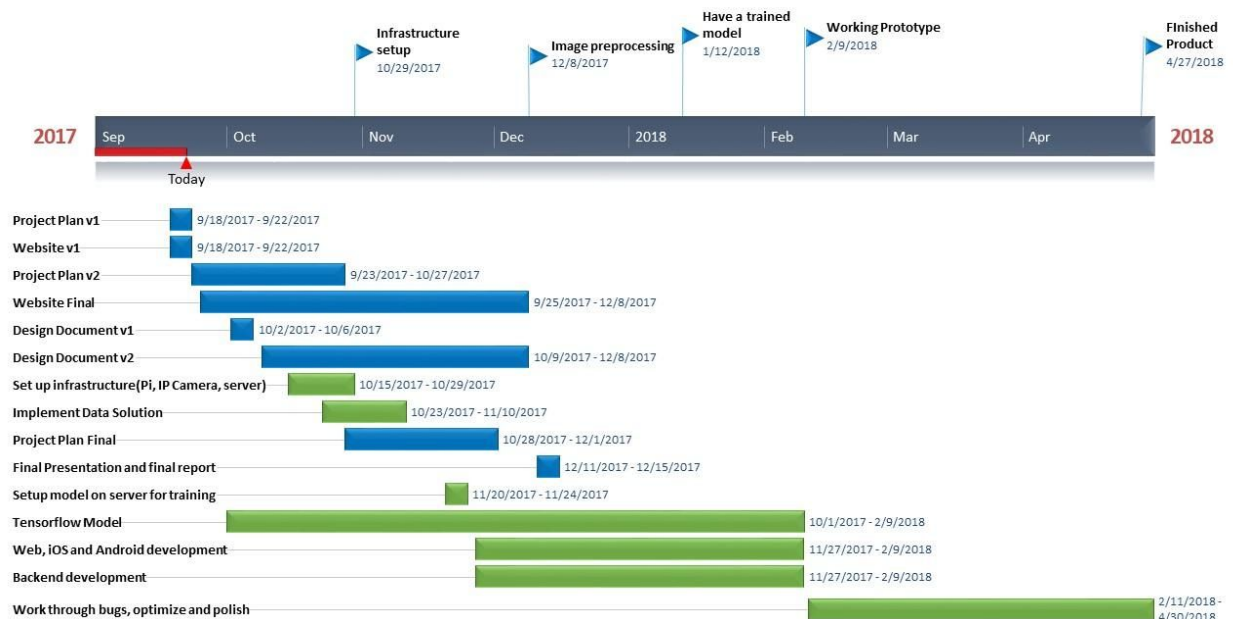 Infrastructure
setup
10/29/2017
Image preprocessing
12/8/2017
Have a trained
model
1/12/2018
Working Prototype
2/9/2018
FInished
Product
4/27/2018
2017 Sep Oct Nov Dec 2018 Feb Mar Apr 2018
Today
Project Plan v1 9/18/2017 - 9/22/2017
Website v1 9/18/2017 - 9/22/2017
Project Plan v2 9/23/2017 - 10/27/2017
Website Final 9/25/2017 - 12/8/2017
Design Document v1 10/2/2017 - 10/6/2017
Design Document v2 10/9/2017 - 12/8/2017
Set up infrastructure(Pi, IP Camera, server) 10/15/2017 - 10/29/2017
Implement Data Solution 10/23/2017 - 11/10/2017
Project Plan Final 10/28/2017 - 12/1/2017
Final Presentation and final report 12/11/2017 - 12/15/2017
Setup model on server for training 11/20/2017 - 11/24/2017
Tensorflow Model 10/1/2017 - 2/9/2018
Web, iOS and Android development 11/27/2017 - 2/9/2018
Backend development 11/27/2017 - 2/9/2018
Work through bugs, optimize and polish 2/11/2018 -
4/30/2018